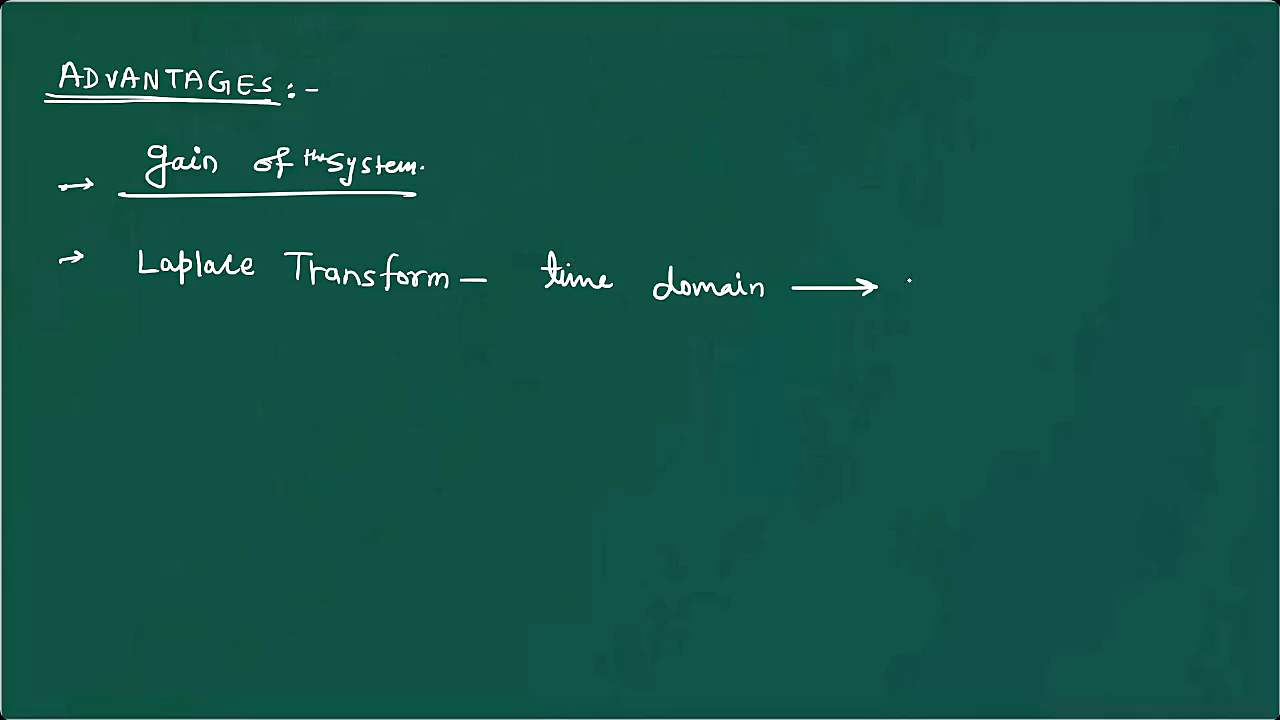 ADVANTAGES :-
→ gain of the system.
→ Laplace Transform — time domain →